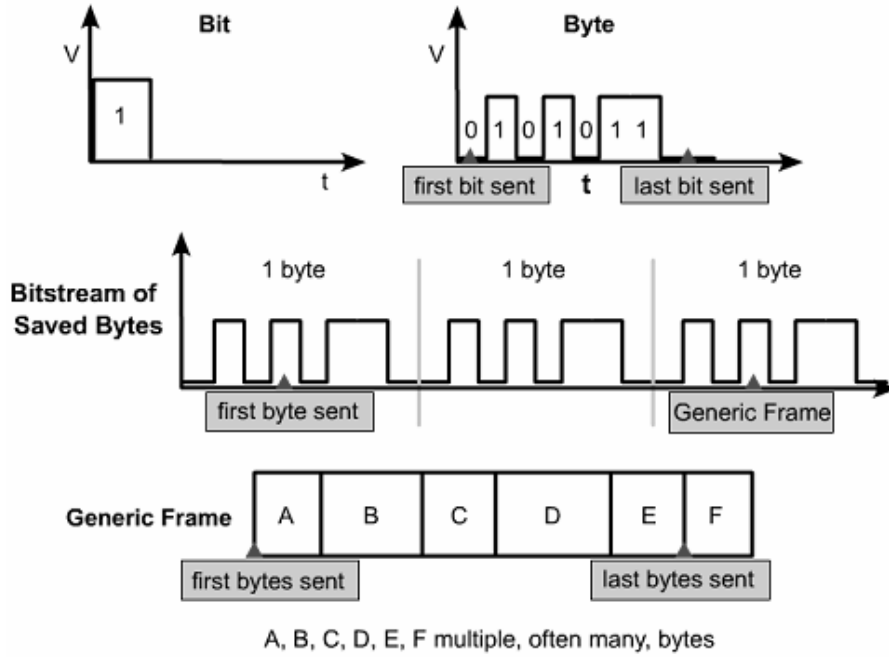 Bit
V
1
t
Byte
V
0 1 0 1 0 1 1
first bit sent
t
last bit sent
Bitstream of
Saved Bytes
1 byte
1 byte
1 byte
first byte sent
Generic Frame
Generic Frame
A B C D E F
first bytes sent
last bytes sent
A, B, C, D, E, F multiple, often many, bytes